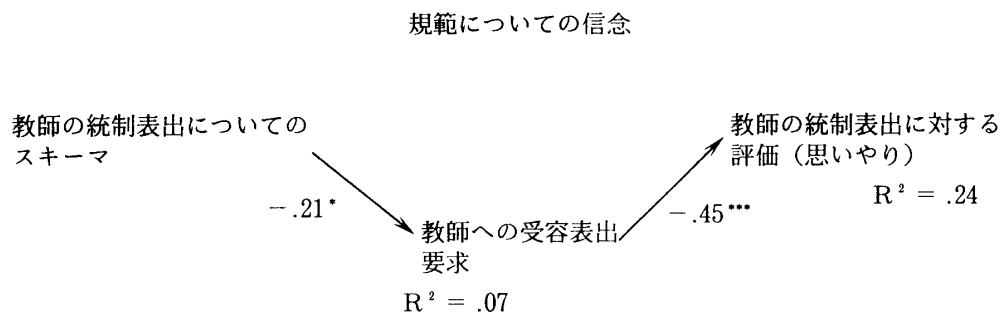 規範についての信念
教師の統制表出についての
スキーマ
教師の統制表出に対する
評価（思いやり）
R² = .24
－.21*
－.45***
教師への受容表出
要求
R² = .07